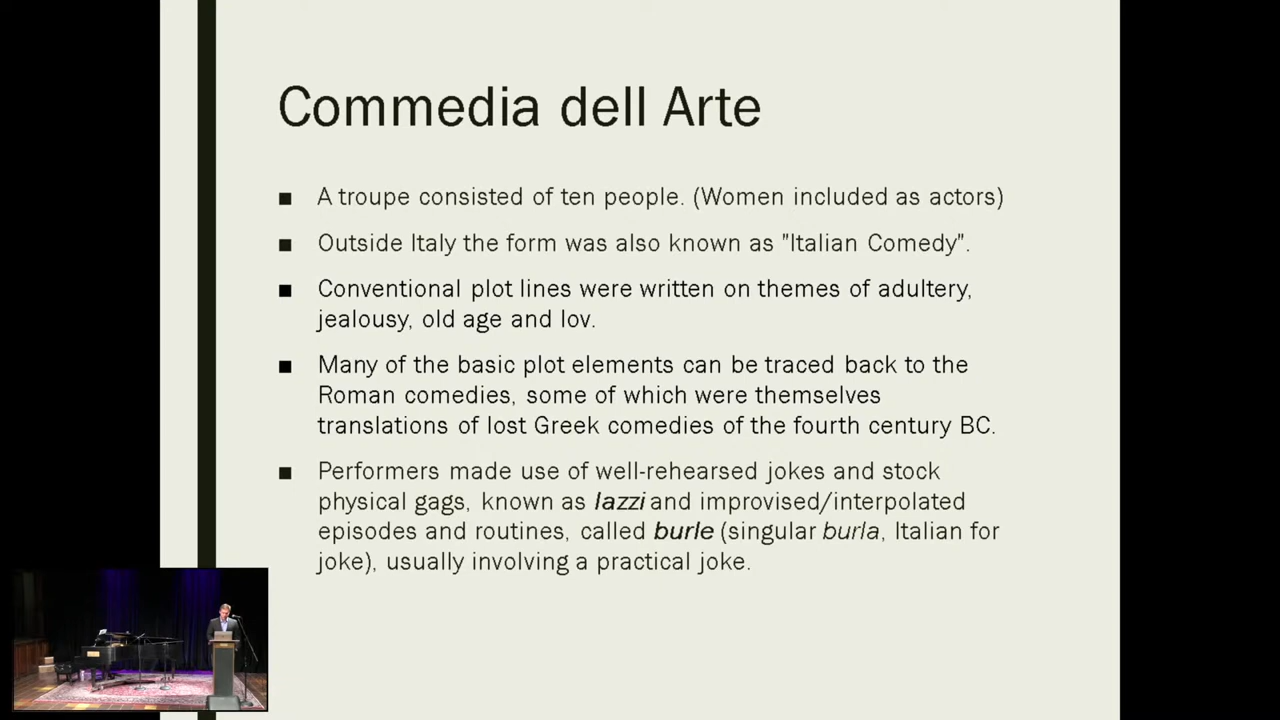 Commedia dell Arte
A troupe consisted of ten people. (Women included as actors)
Outside Italy the form was also known as "Italian Comedy".
Conventional plot lines were written on themes of adultery,
jealousy, old age and lov.
Many of the basic plot elements can be traced back to the
Roman comedies, some of which were themselves
translations of lost Greek comedies of the fourth century BC.
Performers made use of well-rehearsed jokes and stock
physical gags, known as lazzi and improvised/interpolated
episodes and routines, called burle (singular burla, Italian for
joke), usually involving a practical joke.